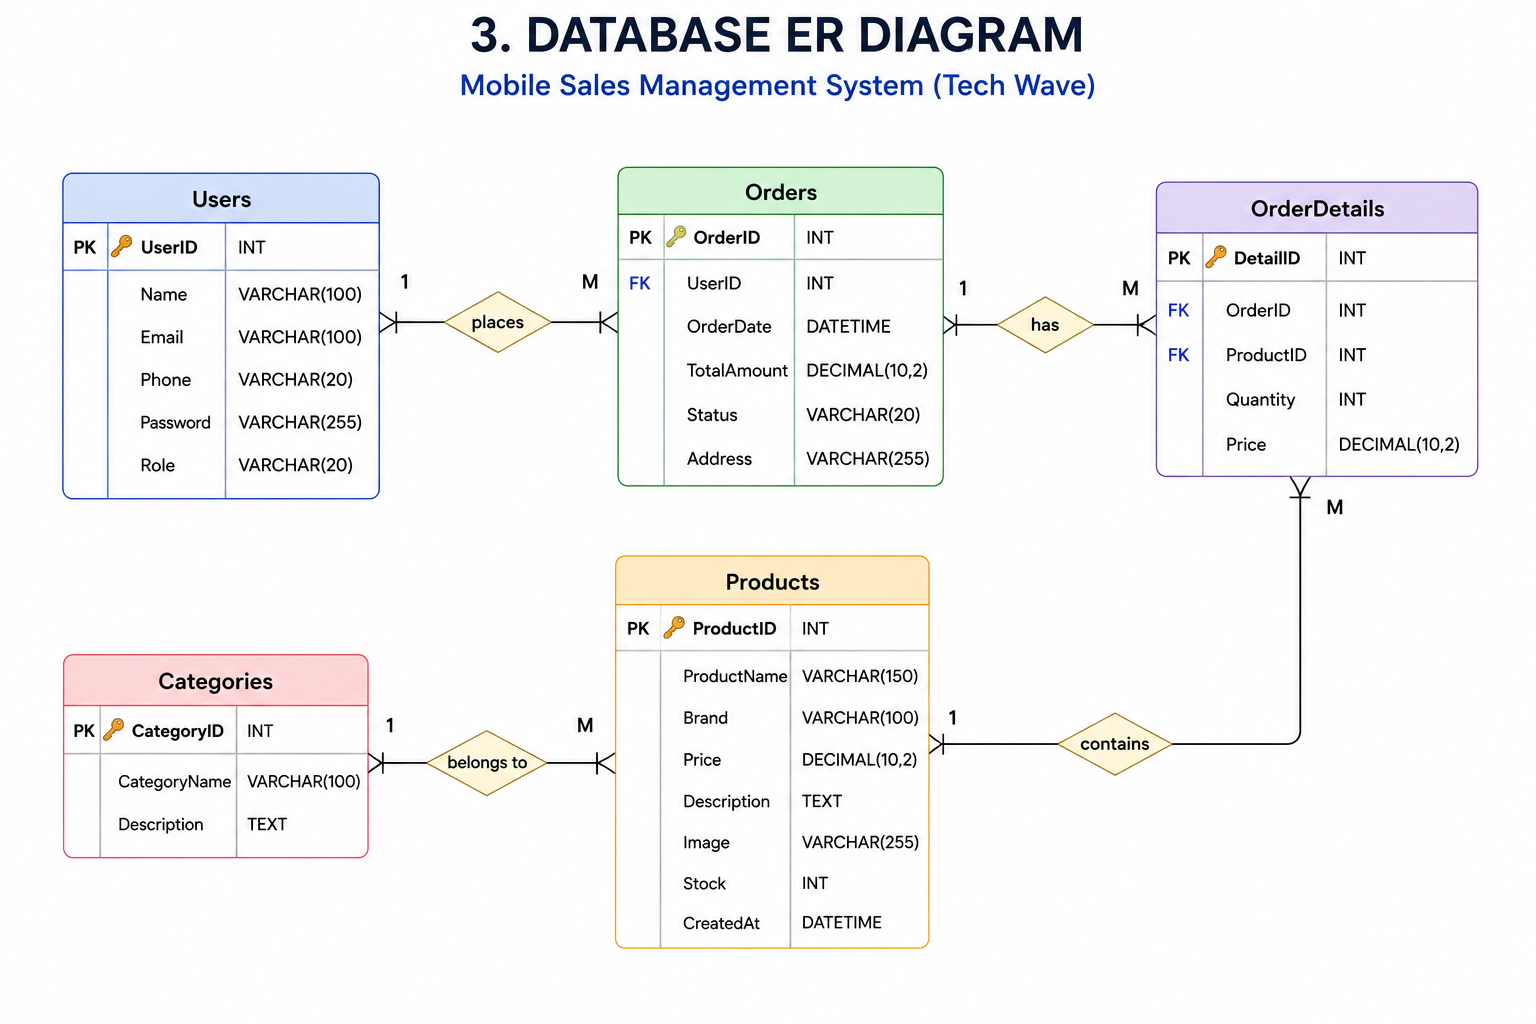 3. DATABASE ER DIAGRAM
Mobile Sales Management System (Tech Wave)
Users
PK UserID INT
Name VARCHAR(100)
Email VARCHAR(100)
Phone VARCHAR(20)
Password VARCHAR(255)
Role VARCHAR(20)
1
places
M
Orders
PK OrderID INT
FK UserID INT
OrderDate DATETIME
TotalAmount DECIMAL(10,2)
Status VARCHAR(20)
Address VARCHAR(255)
1
has
M
OrderDetails
PK DetailID INT
FK OrderID INT
FK ProductID INT
Quantity INT
Price DECIMAL(10,2)
M
Categories
PK CategoryID INT
CategoryName VARCHAR(100)
Description TEXT
1
belongs to
M
Products
PK ProductID INT
ProductName VARCHAR(150)
Brand VARCHAR(100)
Price DECIMAL(10,2)
Description TEXT
Image VARCHAR(255)
Stock INT
CreatedAt DATETIME
1
contains